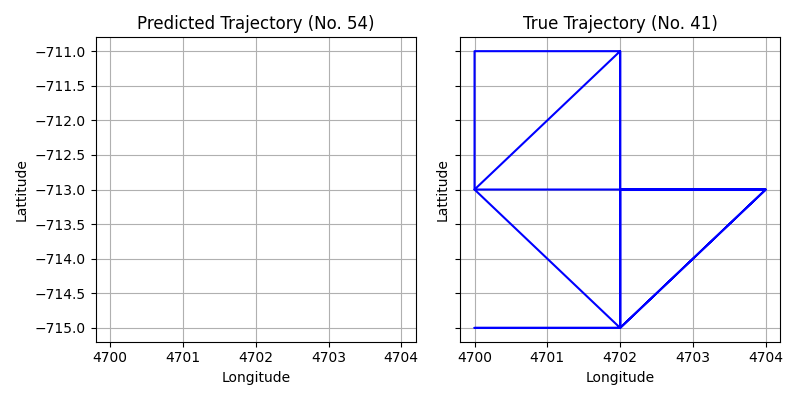 Predicted Trajectory (No. 54)
True Trajectory (No. 41)
−711.0
−711.5
−712.0
−712.5
−713.0
−713.5
−714.0
−714.5
−715.0
Lattitude
Lattitude
4700 4701 4702 4703 4704
4700 4701 4702 4703 4704
Longitude
Longitude